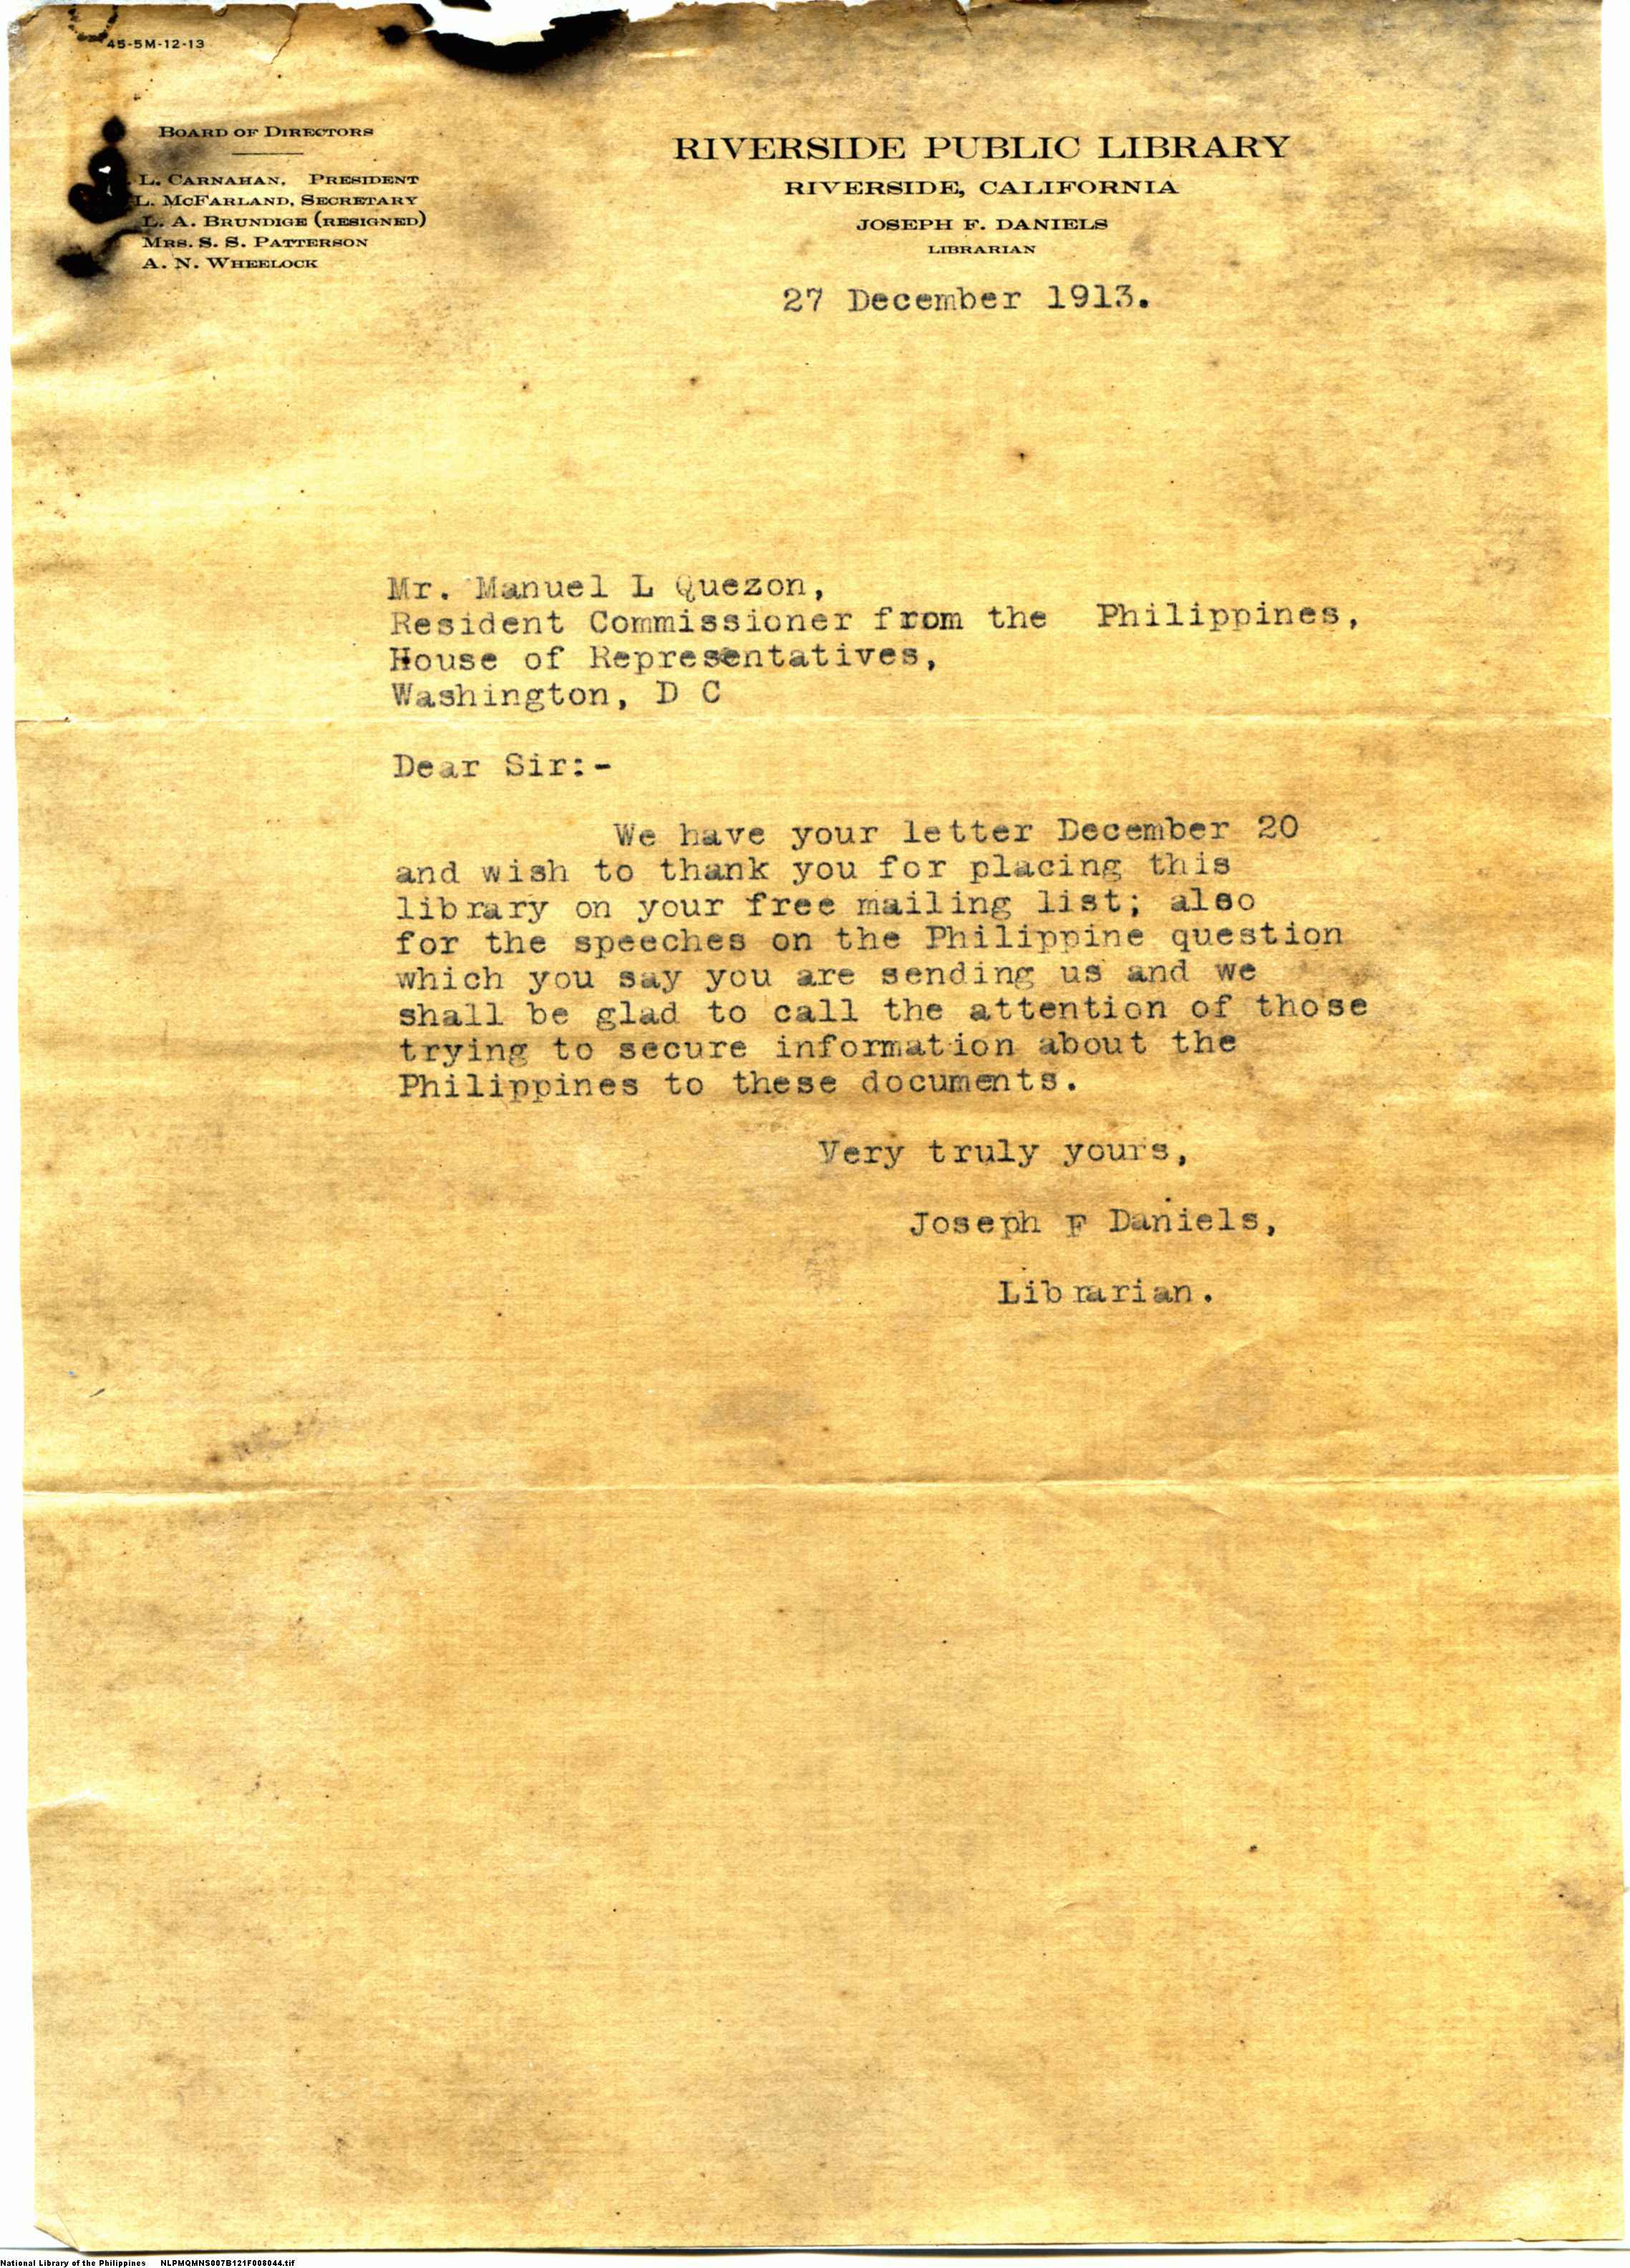 45-5M-12-13
BOARD OF DIRECTORS
L. CARNAHAN, PRESIDENT
L. MCFARLAND, SECRETARY
L. A. BRUNDIGE (RESIGNED)
MRS. S. S. PATTERSON
A. N. WHEELOCK
RIVERSIDE PUBLIC LIBRARY
RIVERSIDE, CALIFORNIA
JOSEPH F. DANIELS
LIBRARIAN
27 December 1913.
Mr. Manuel L Quezon,
Resident Commissioner from the Philippines,
House of Representatives,
Washington, D C
Dear Sir:-
We have your letter December 20
and wish to thank you for placing this
library on your free mailing list; also
for the speeches on the Philippine question
which you say you are sending us and we
shall be glad to call the attention of those
trying to secure information about the
Philippines to these documents.
Very truly yours,
Joseph F Daniels,
Librarian.
National Library of the Philippines NLPMQMNS007B121F008044.tif